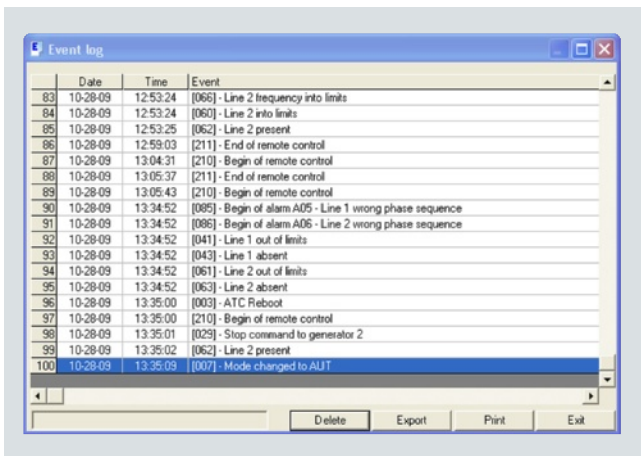 Event log
Date Time Event
83 10-28-09 12:53:24 [066] - Line 2 frequency into limits
84 10-28-09 12:53:24 [060] - Line 2 into limits
85 10-28-09 12:53:25 [062] - Line 2 present
86 10-28-09 12:59:03 [211] - End of remote control
87 10-28-09 13:04:31 [210] - Begin of remote control
88 10-28-09 13:05:37 [211] - End of remote control
89 10-28-09 13:05:43 [210] - Begin of remote control
90 10-28-09 13:34:52 [085] - Begin of alarm A05 - Line 1 wrong phase sequence
91 10-28-09 13:34:52 [086] - Begin of alarm A06 - Line 2 wrong phase sequence
92 10-28-09 13:34:52 [041] - Line 1 out of limits
93 10-28-09 13:34:52 [043] - Line 1 absent
94 10-28-09 13:34:52 [061] - Line 2 out of limits
95 10-28-09 13:34:52 [063] - Line 2 absent
96 10-28-09 13:35:00 [003] - ATC Reboot
97 10-28-09 13:35:00 [210] - Begin of remote control
98 10-28-09 13:35:01 [029] - Stop command to generator 2
99 10-28-09 13:35:02 [062] - Line 2 present
100 10-28-09 13:35:09 [007] - Mode changed to AUT
Delete Export Print Exit